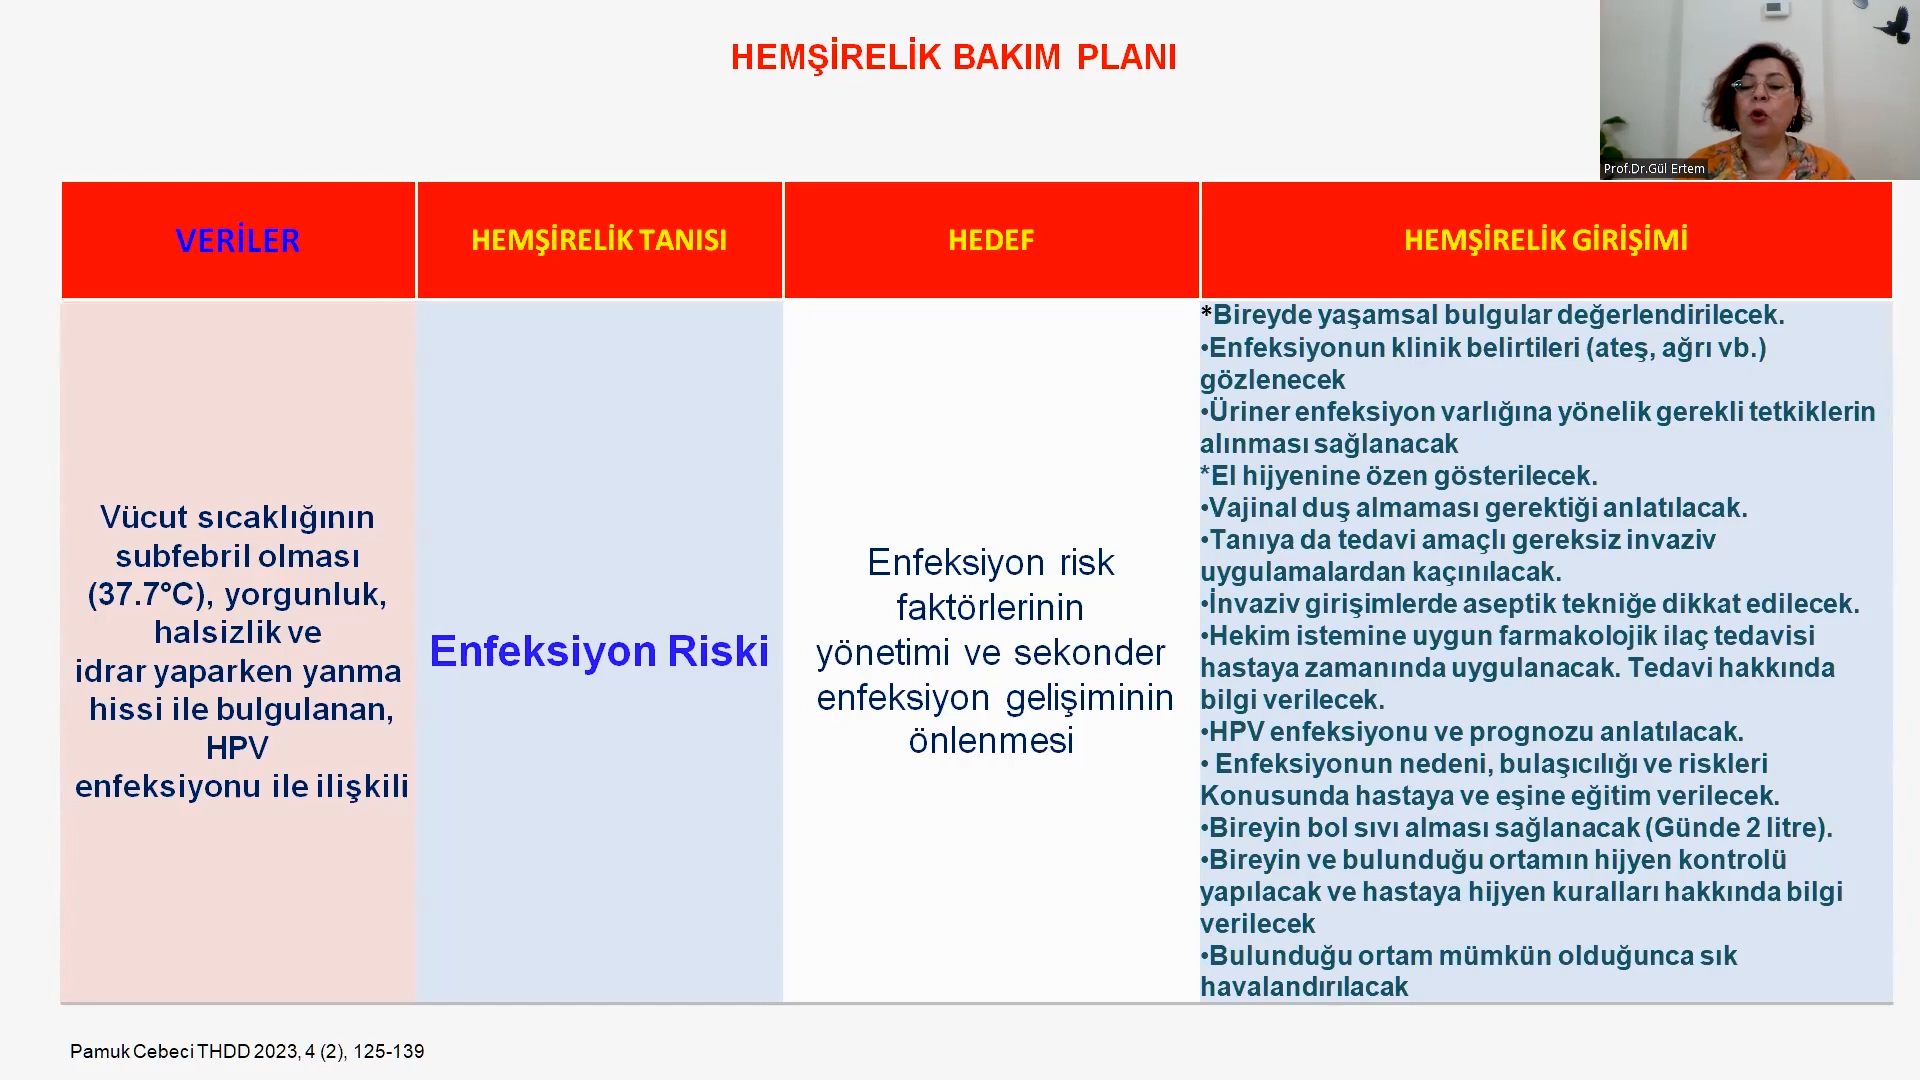 HEMŞİRELİK BAKIM PLANI
Prof.Dr.Gül Ertem
VERİLER
HEMŞİRELİK TANISI
HEDEF
HEMŞİRELİK GİRİŞİMİ
Vücut sıcaklığının
subfebril olması
(37.7°C), yorgunluk,
halsizlik ve
idrar yaparken yanma
hissi ile bulgulanan,
HPV
enfeksiyonu ile ilişkili
Enfeksiyon Riski
Enfeksiyon risk
faktörlerinin
yönetimi ve sekonder
enfeksiyon gelişiminin
önlenmesi
*Bireyde yaşamsal bulgular değerlendirilecek.
•Enfeksiyonun klinik belirtileri (ateş, ağrı vb.)
gözlenecek
•Üriner enfeksiyon varlığına yönelik gerekli tetkiklerin
alınması sağlanacak
*El hijyenine özen gösterilecek.
•Vajinal duş almaması gerektiği anlatılacak.
•Tanıya da tedavi amaçlı gereksiz invaziv
uygulamalardan kaçınılacak.
•İnvaziv girişimlerde aseptik tekniğe dikkat edilecek.
•Hekim istemine uygun farmakolojik ilaç tedavisi
hastaya zamanında uygulanacak. Tedavi hakkında
bilgi verilecek.
•HPV enfeksiyonu ve prognozu anlatılacak.
• Enfeksiyonun nedeni, bulaşıcılığı ve riskleri
Konusunda hastaya ve eşine eğitim verilecek.
•Bireyin bol sıvı alması sağlanacak (Günde 2 litre).
•Bireyin ve bulunduğu ortamın hijyen kontrolü
yapılacak ve hastaya hijyen kuralları hakkında bilgi
verilecek
•Bulunduğu ortam mümkün olduğunca sık
havalandırılacak
Pamuk Cebeci THDD 2023, 4 (2), 125-139